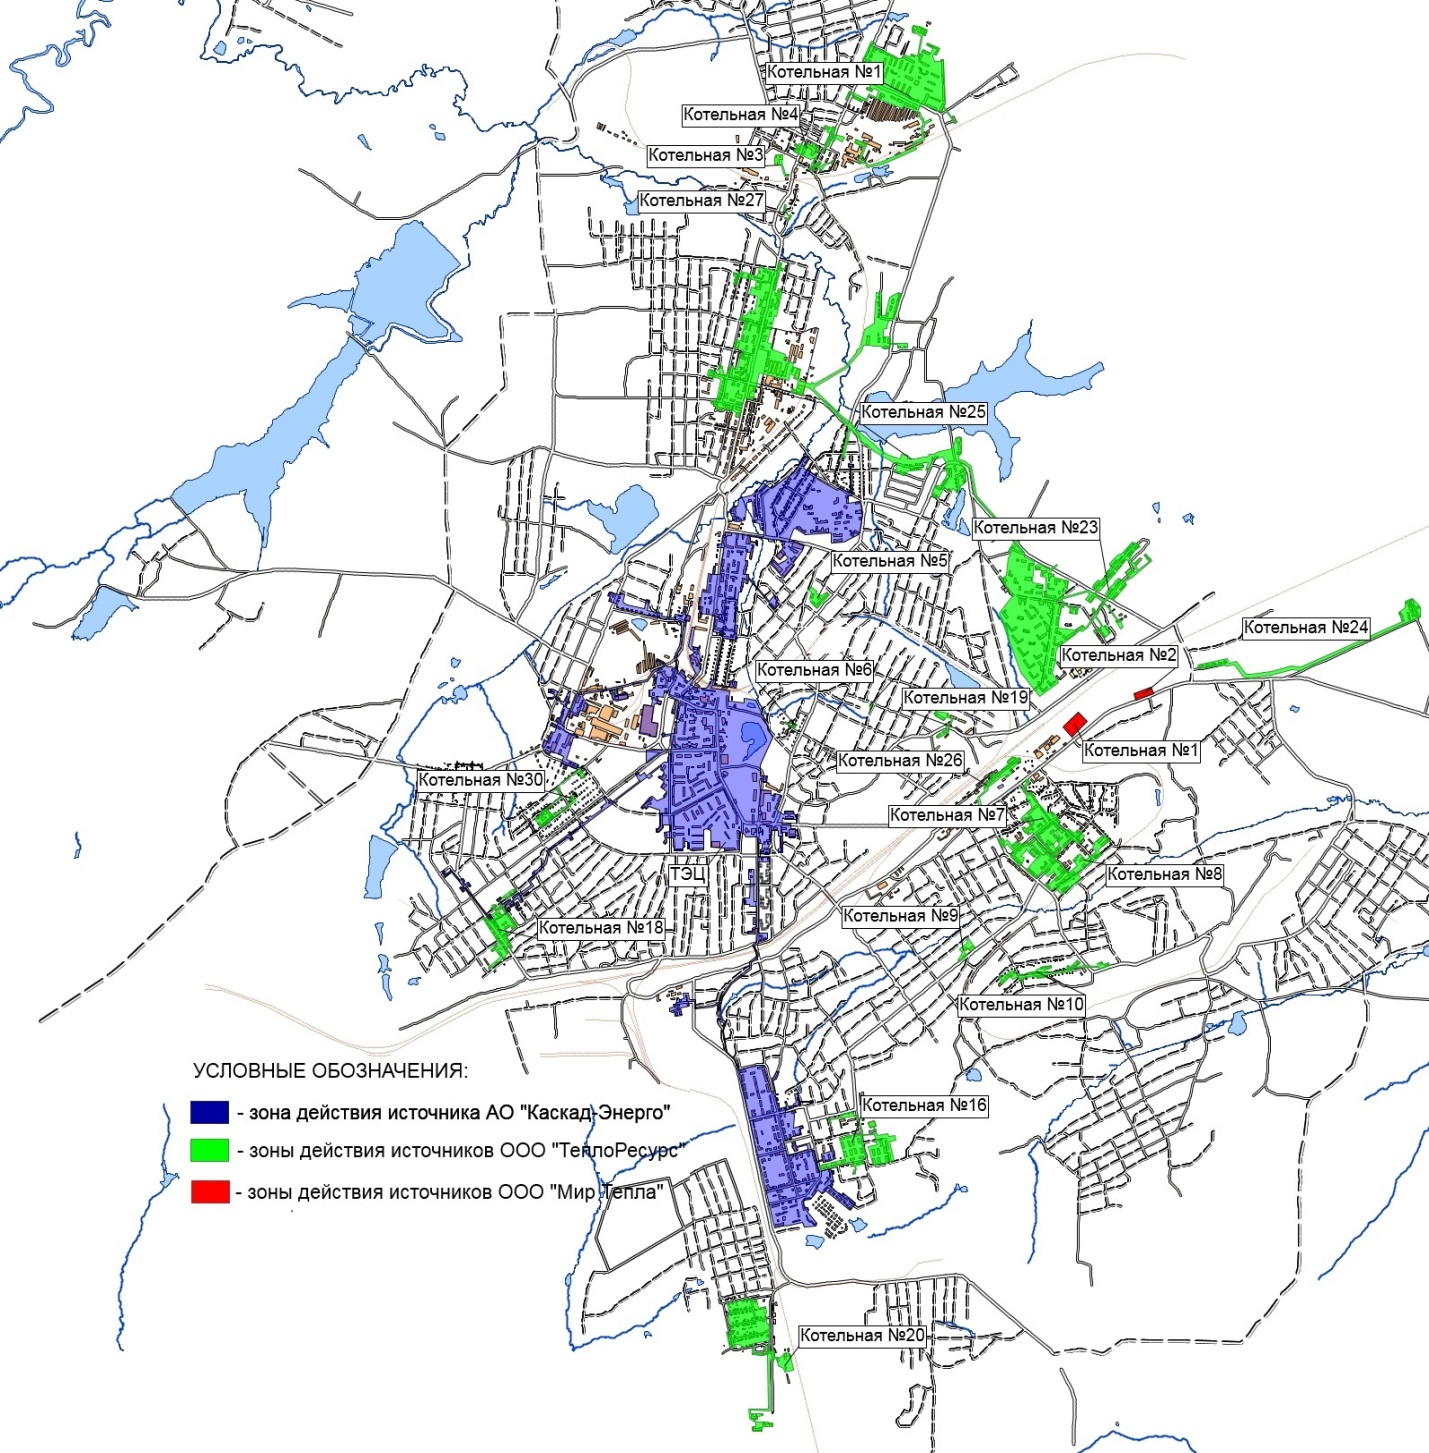 Котельная №1
Котельная №4
Котельная №3
Котельная №27
Котельная №25
Котельная №23
Котельная №5
Котельная №24
Котельная №2
Котельная №6
Котельная №19
Котельная №1
Котельная №26
Котельная №30
Котельная №7
ТЭЦ
Котельная №8
Котельная №9
Котельная №18
Котельная №10
УСЛОВНЫЕ ОБОЗНАЧЕНИЯ:
- зона действия источника АО "Каскад-Энерго"
Котельная №16
- зоны действия источников ООО "ТеплоРесурс"
- зоны действия источников ООО "Мир Тепла"
Котельная №20